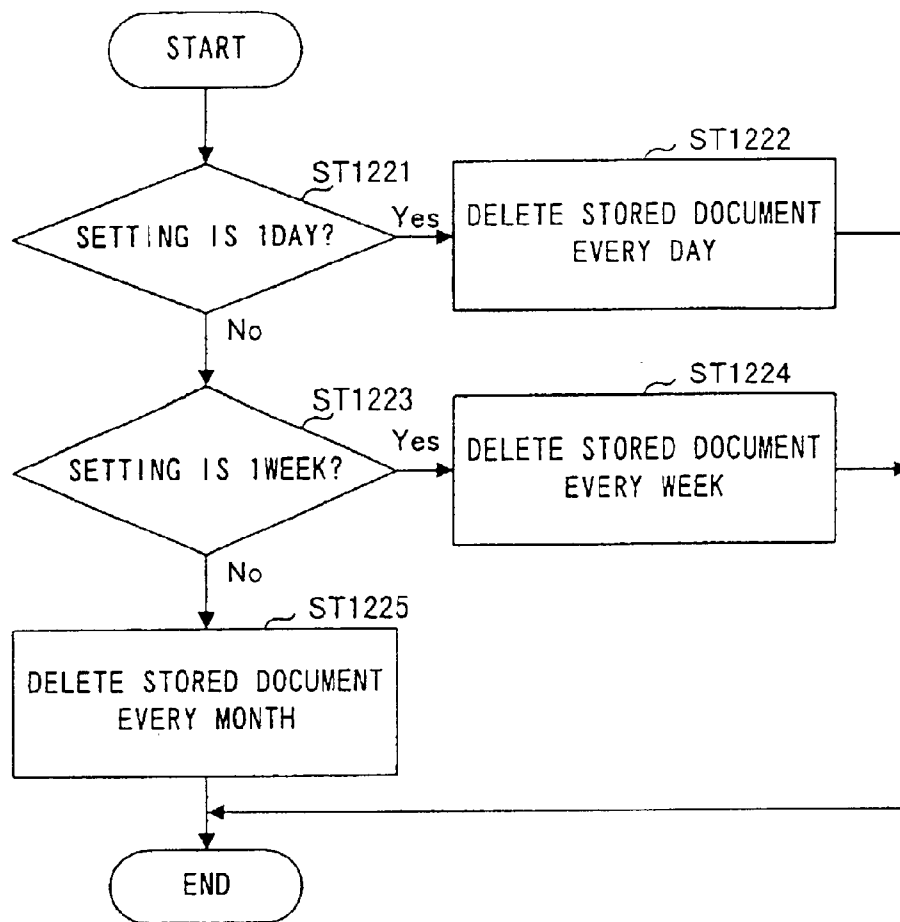 START
ST1221
SETTING IS 1DAY?
Yes
ST1222
DELETE STORED DOCUMENT
EVERY DAY
No
ST1223
SETTING IS 1WEEK?
Yes
ST1224
DELETE STORED DOCUMENT
EVERY WEEK
No
ST1225
DELETE STORED DOCUMENT
EVERY MONTH
END